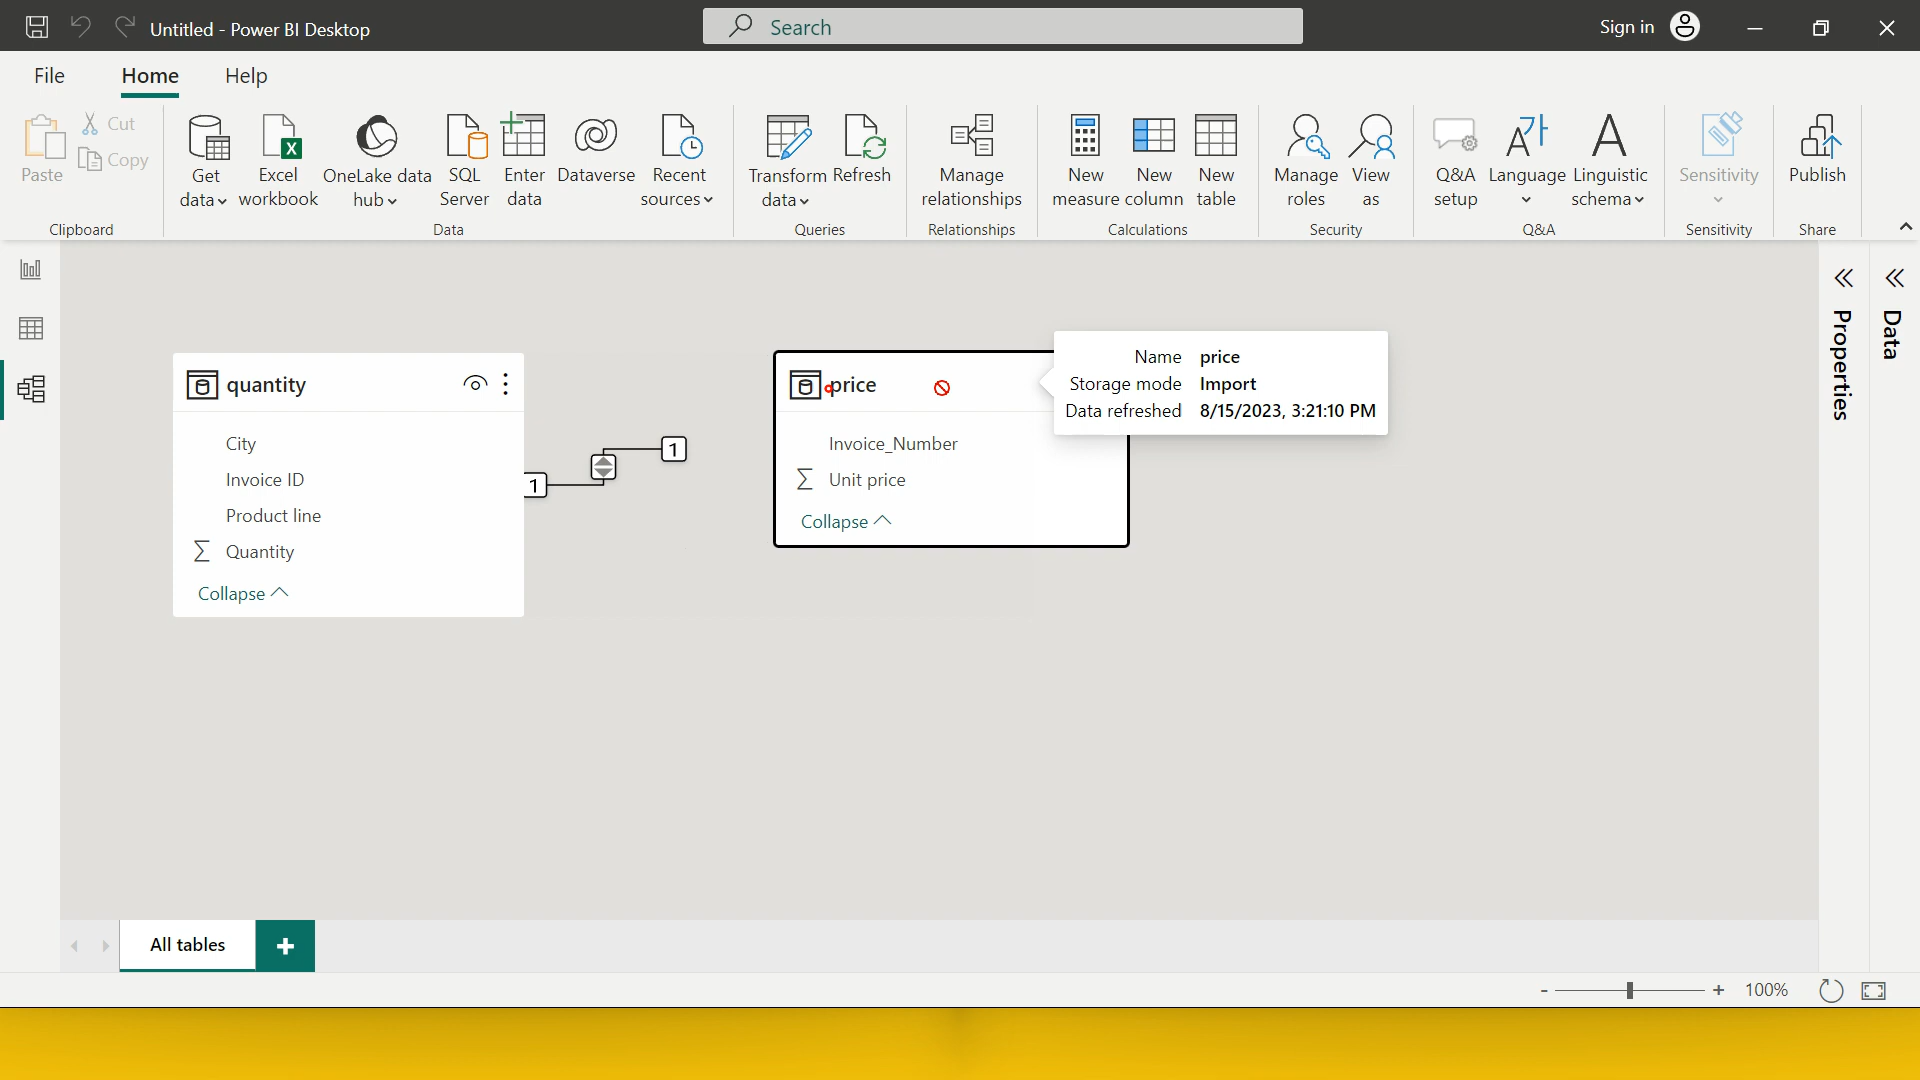 Untitled - Power BI Desktop
Search
Sign in
File
Home
Help
Paste
Cut
Copy
Clipboard
Get data
Excel workbook
OneLake data hub
SQL Server
Enter data
Dataverse
Recent sources
Data
Transform data
Refresh
Queries
Manage relationships
Relationships
New measure
New column
New table
Calculations
Manage roles
View as
Security
Q&A setup
Language
Linguistic schema
Q&A
Sensitivity
Sensitivity
Publish
Share
quantity
City
Invoice ID
Product line
Quantity
Collapse
1
1
price
Invoice_Number
Unit price
Collapse
Name price
Storage mode Import
Data refreshed 8/15/2023, 3:21:10 PM
Properties
Data
All tables
+
- + 100%